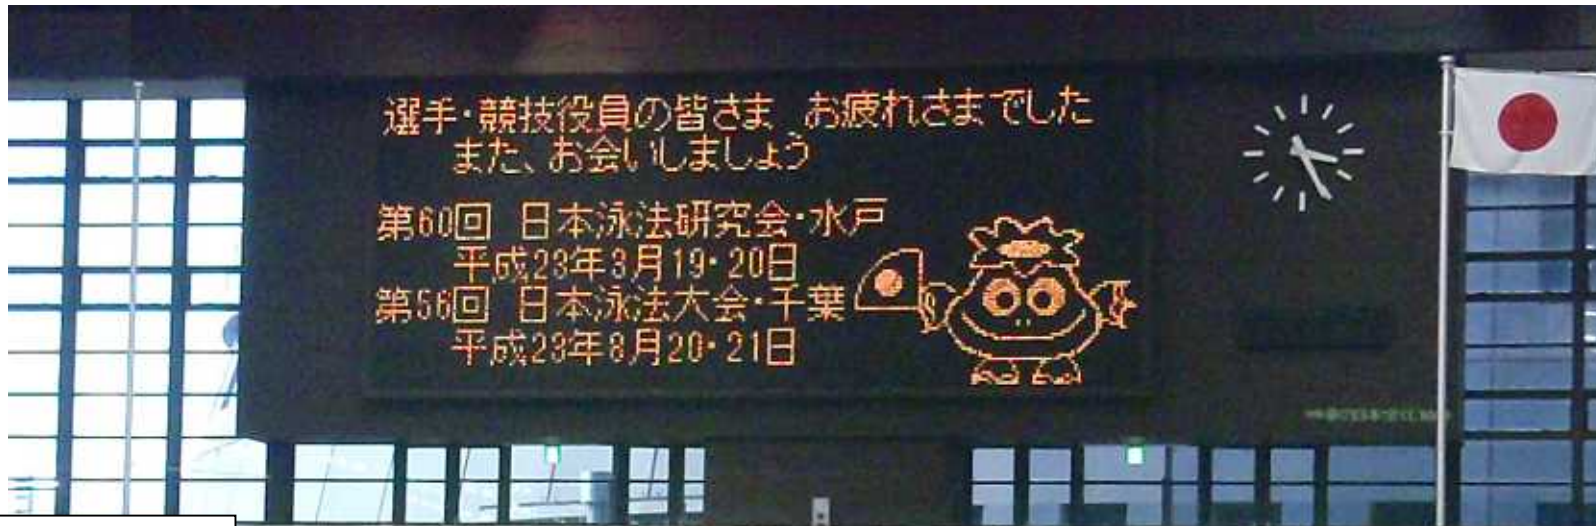 選手・競技役員の皆さま お疲れさまでした
また、お会いしましょう
第60回 日本泳法研究会・水戸
平成23年3月19・20日
第56回 日本泳法大会・千葉
平成23年8月20・21日